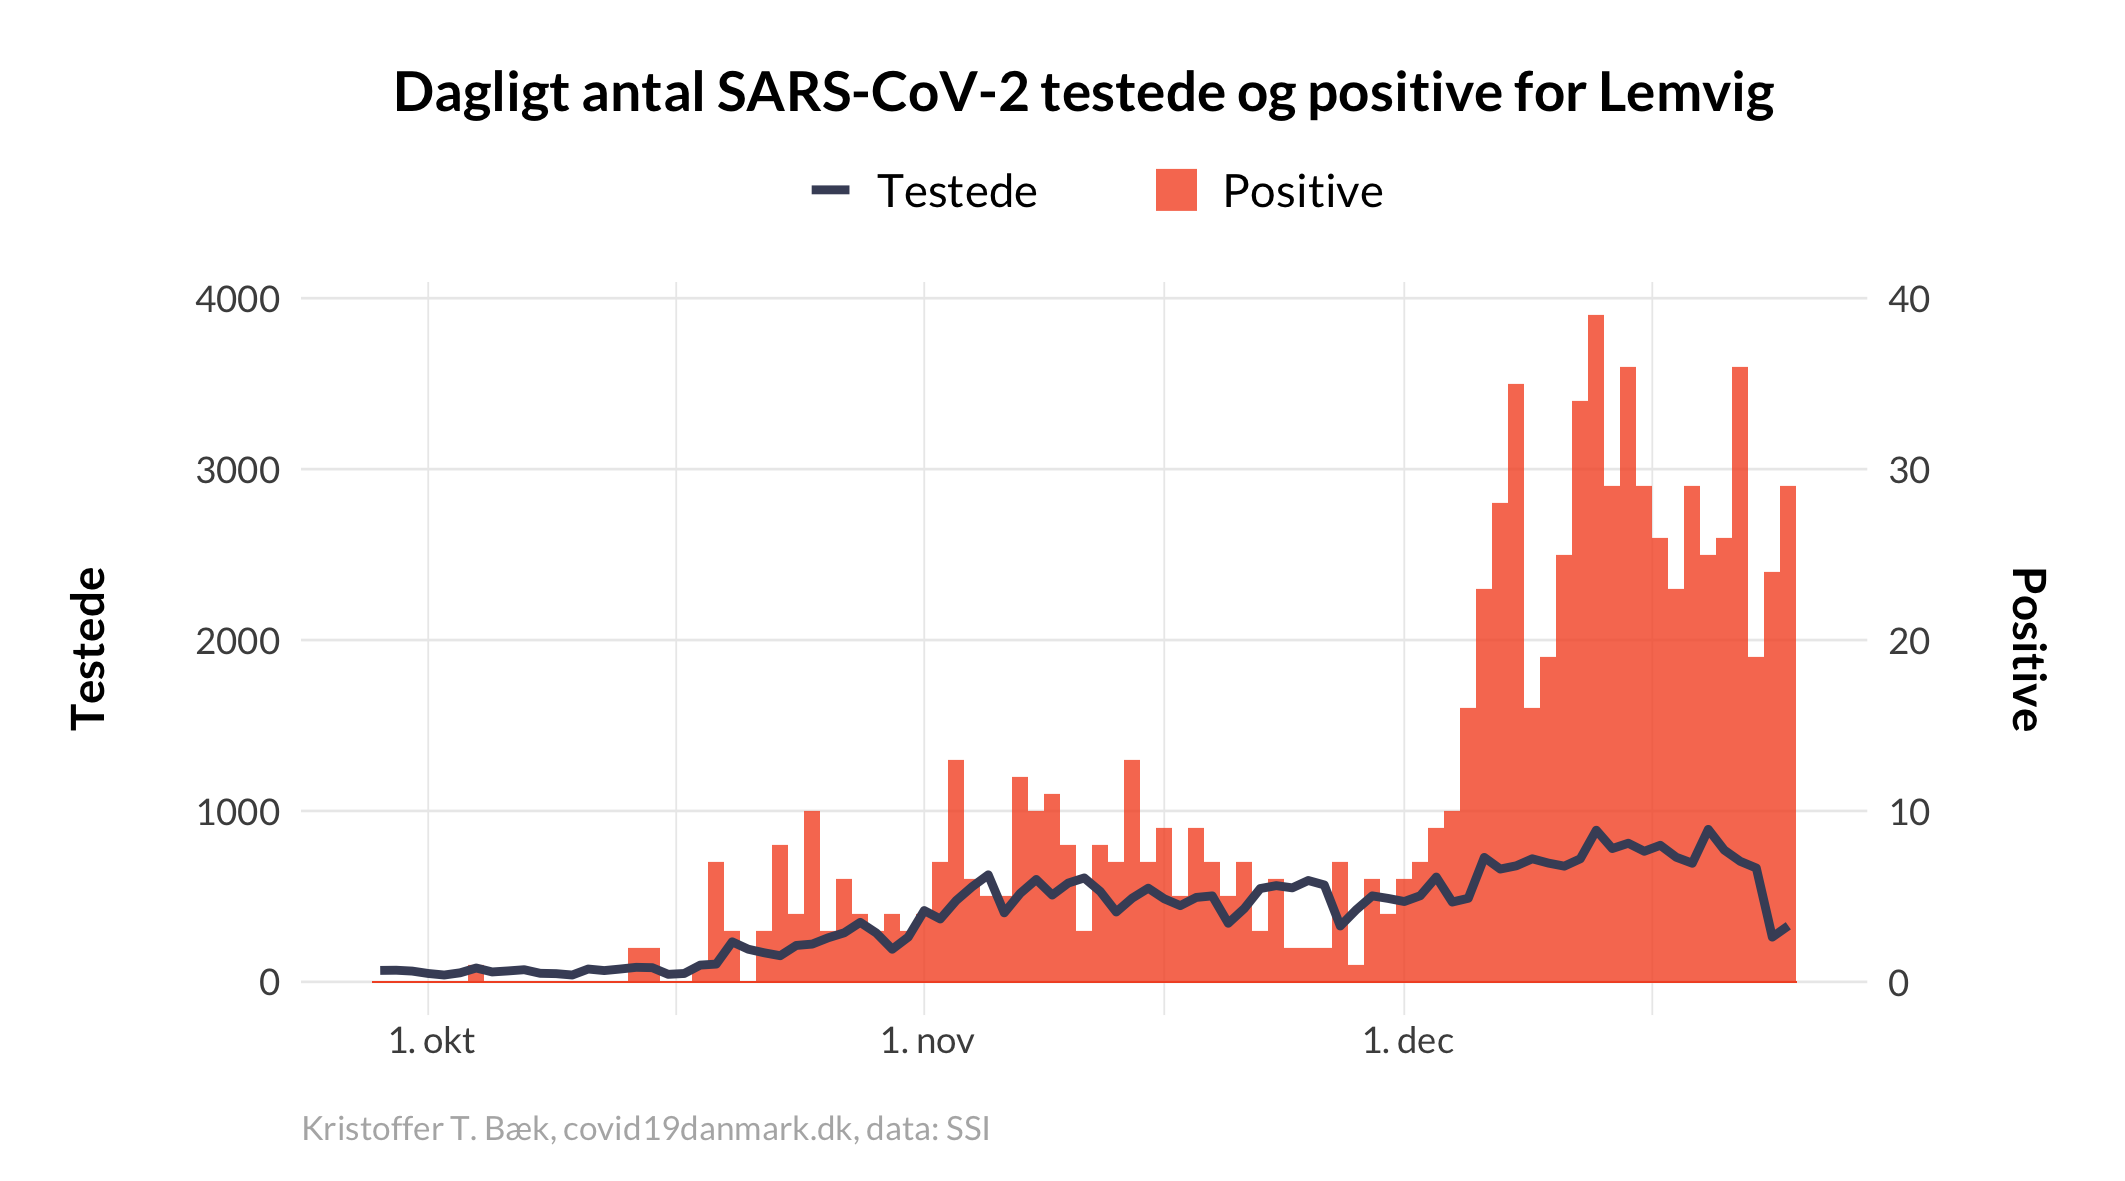 Dagligt antal SARS-CoV-2 testede og positive for Lemvig
Testede
Positive
4000
3000
2000
1000
0
40
30
20
10
0
Testede
Positive
1. okt
1. nov
1. dec
Kristoffer T. Bæk, covid19danmark.dk, data: SSI